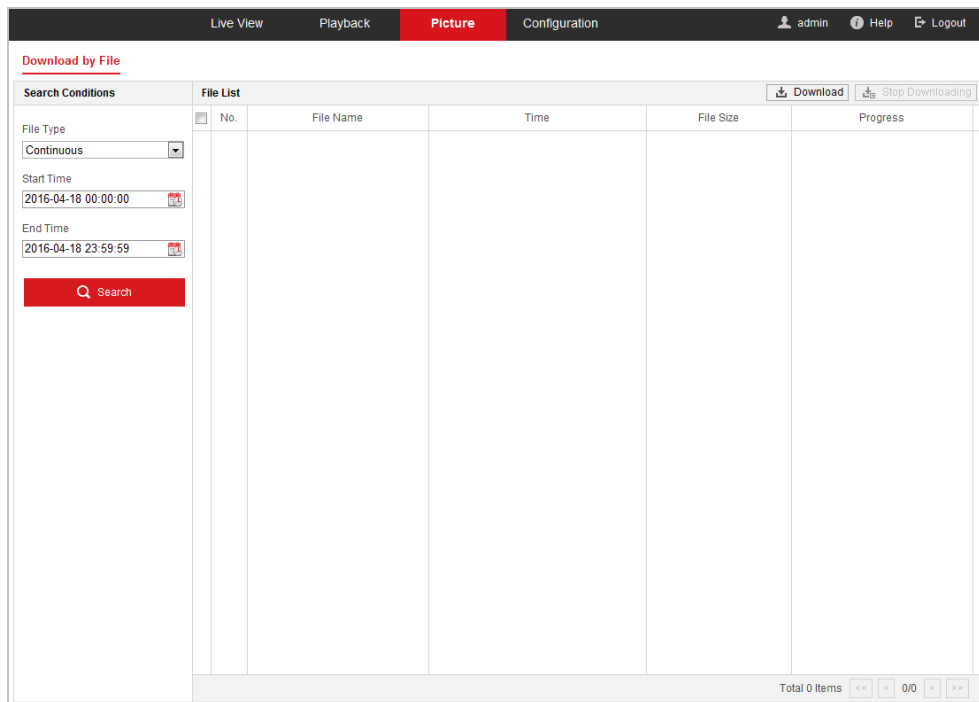 Live View Playback Picture Configuration admin Help Logout
Download by File
Search Conditions
File List Download Stop Downloading
No. File Name Time File Size Progress
File Type
Continuous
Start Time
2016-04-18 00:00:00
End Time
2016-04-18 23:59:59
Search
Total 0 Items << < 0/0 > >>